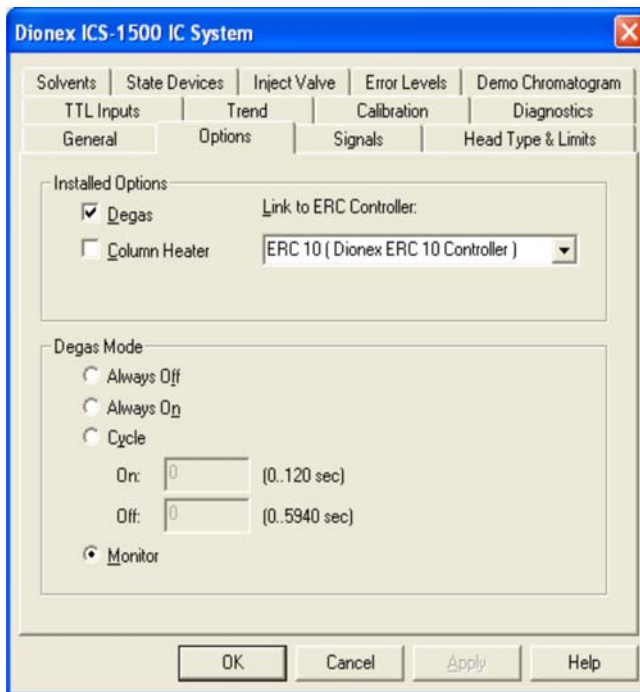 Dionex ICS-1500 IC System
Solvents State Devices Inject Valve Error Levels Demo Chromatogram
TTL Inputs Trend Calibration Diagnostics
General Options Signals Head Type & Limits
Installed Options
Degas Link to ERC Controller:
Column Heater ERC 10 ( Dionex ERC 10 Controller )
Degas Mode
Always Off
Always On
Cycle
On: 0 (0..120 sec)
Off: 0 (0..5940 sec)
Monitor
OK Cancel Apply Help